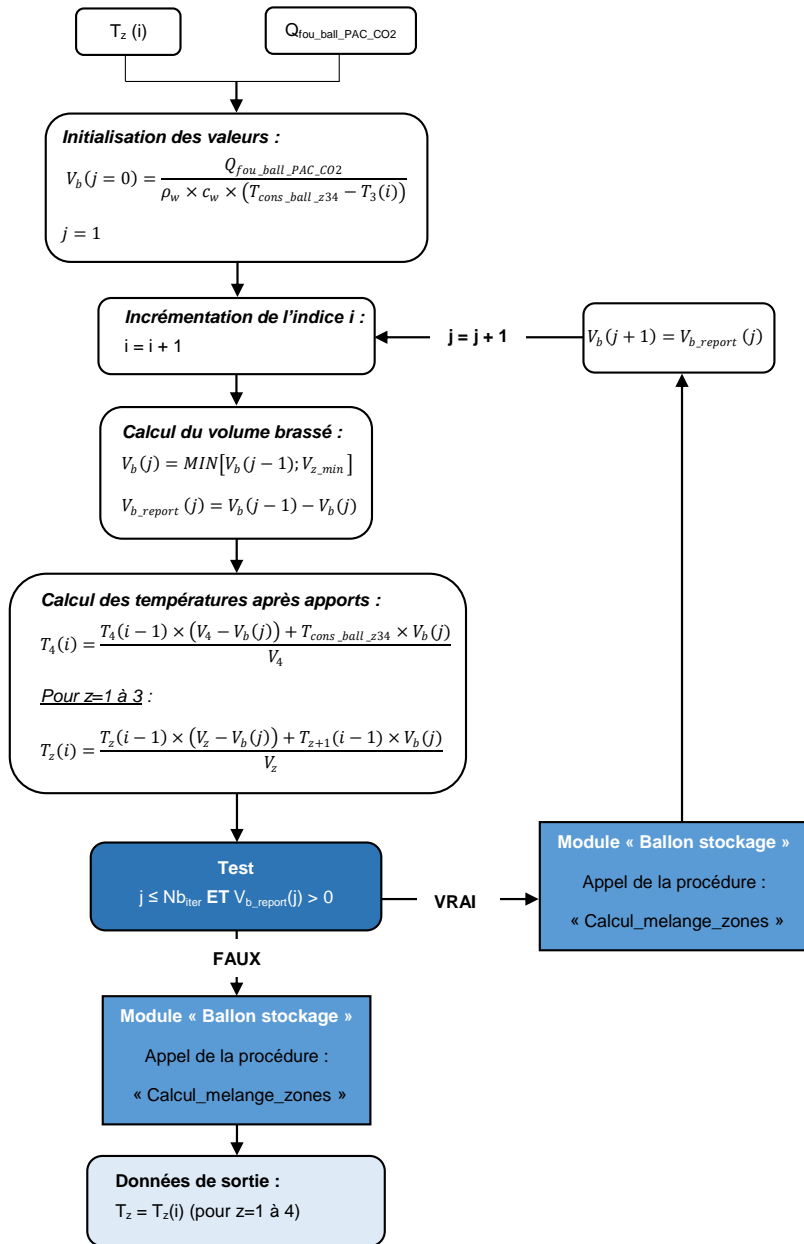 T_z (i)
Q_fou_ball_PAC_CO2
Initialisation des valeurs :
V_b(j = 0) = Q_fou_ball_PAC_CO2 / (ρ_w × c_w × (T_cons_ball_z34 − T_3(i)))
j = 1
Incrémentation de l'indice i :
i = i + 1
j = j + 1
V_b(j + 1) = V_b_report (j)
Calcul du volume brassé :
V_b(j) = MIN[V_b(j − 1); V_z_min]
V_b_report (j) = V_b(j − 1) − V_b(j)
Calcul des températures après apports :
T_4(i) = (T_4(i − 1) × (V_4 − V_b(j)) + T_cons_ball_z34 × V_b(j)) / V_4
Pour z=1 à 3 :
T_z(i) = (T_z(i − 1) × (V_z − V_b(j)) + T_z+1(i − 1) × V_b(j)) / V_z
Test
j ≤ Nb_iter ET V_b_report(j) > 0
VRAI
Module « Ballon stockage »
Appel de la procédure :
« Calcul_melange_zones »
FAUX
Module « Ballon stockage »
Appel de la procédure :
« Calcul_melange_zones »
Données de sortie :
T_z = T_z(i) (pour z=1 à 4)